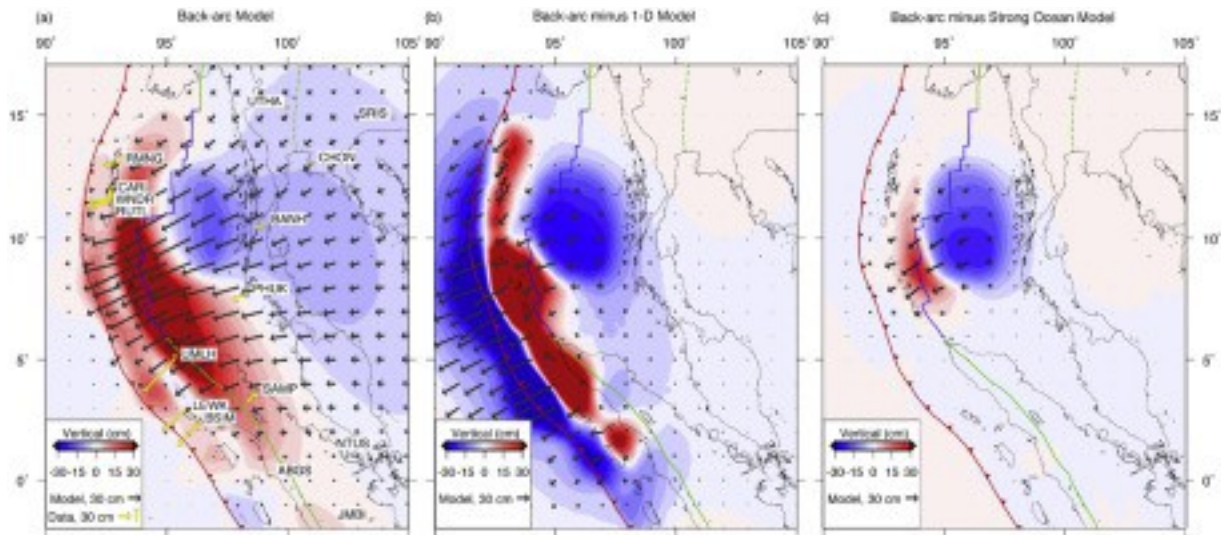 (a) Back-arc Model
(b) Back-arc minus 1-D Model
(c) Back-arc minus Strong Ocean Model
90° 95° 100° 105°
90° 95° 100° 105°
90° 95° 100° 105°
15°
10°
5°
0°
UTHA
SRIS
CHON
CARI
BANH
PHUK
UMLH
SAMP
LEWK
BSIM
NTUS
ABGS
JMBI
Vertical (cm)
-30 -15 0 15 30
Model, 30 cm
Data, 30 cm
Vertical (cm)
-30 -15 0 15 30
Model, 30 cm
Vertical (cm)
-30 -15 0 15 30
Model, 30 cm
15°
10°
5°
0°